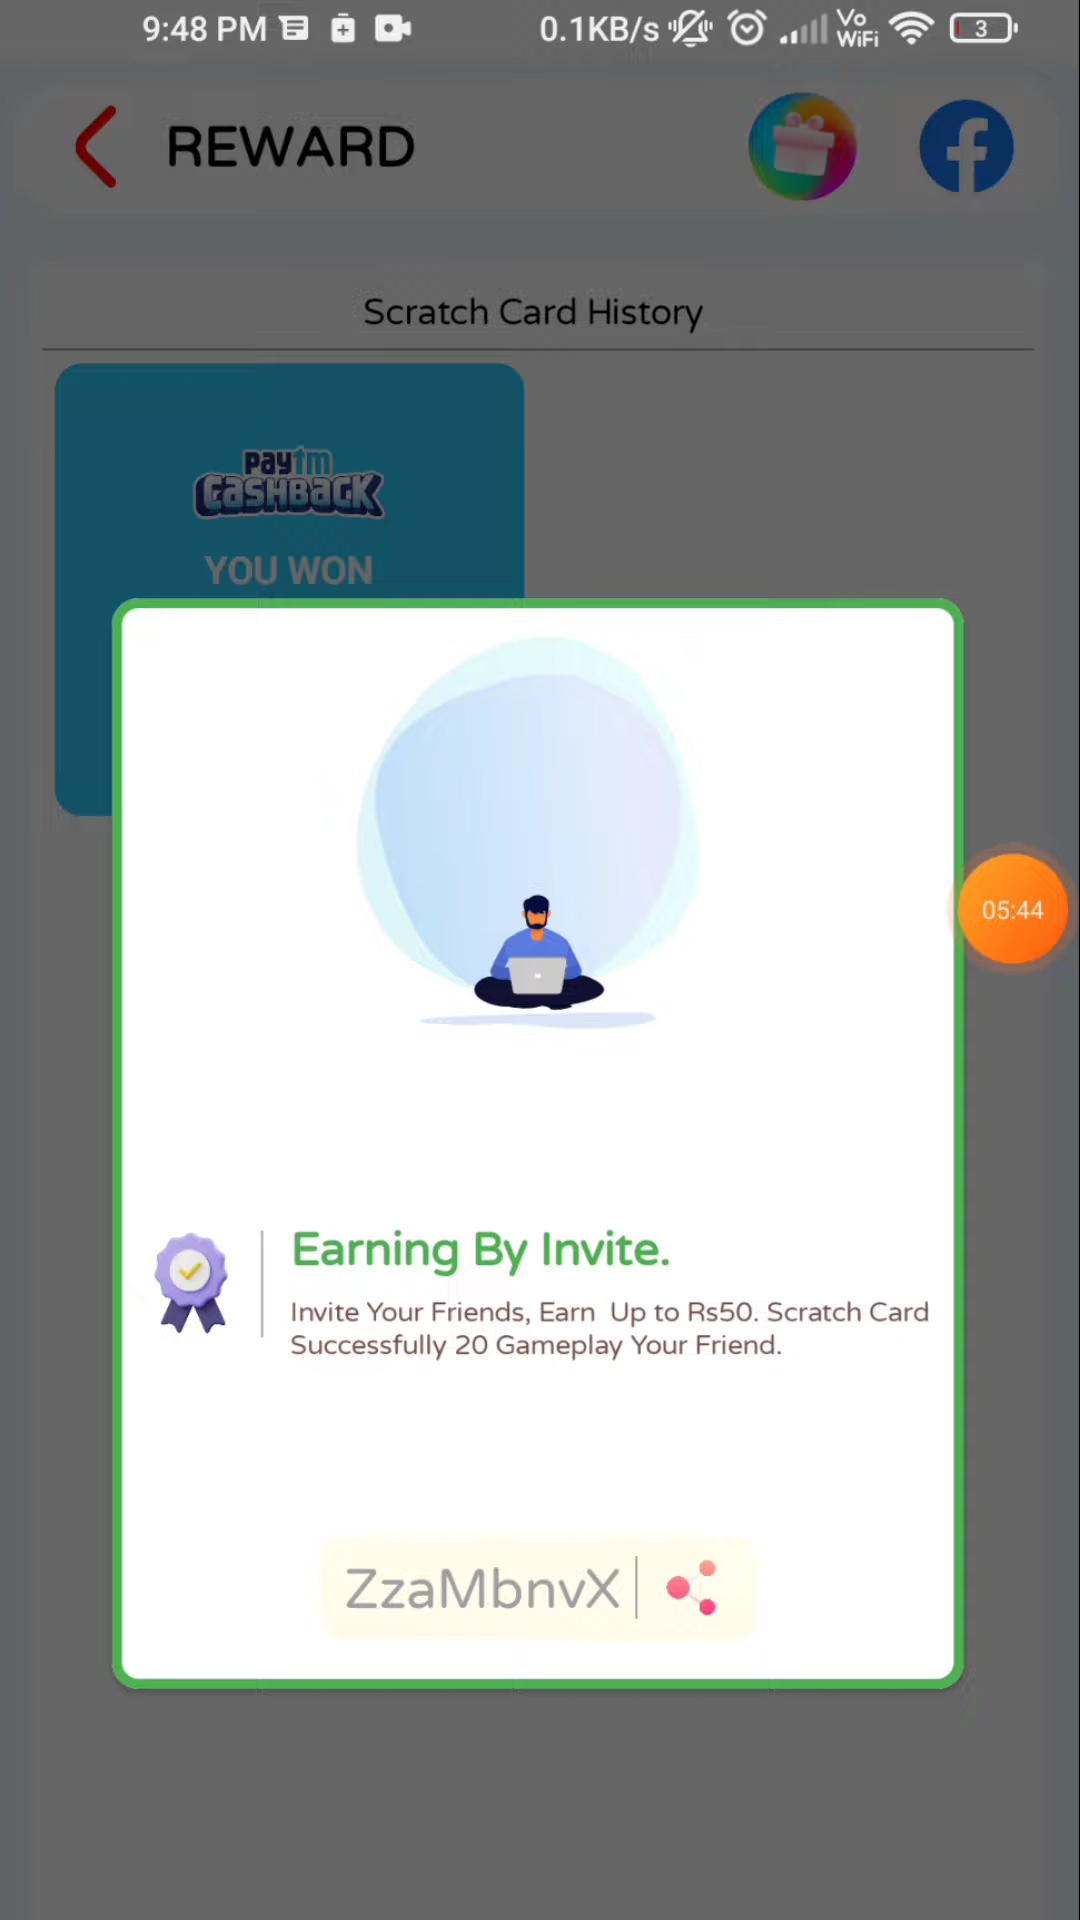 9:48 PM 0.1KB/s Vo WiFi 3
REWARD
Scratch Card History
paytm
CASHBACK
YOU WON
05:44
Earning By Invite.
Invite Your Friends, Earn Up to Rs50. Scratch Card
Successfully 20 Gameplay Your Friend.
ZzaMbnvX